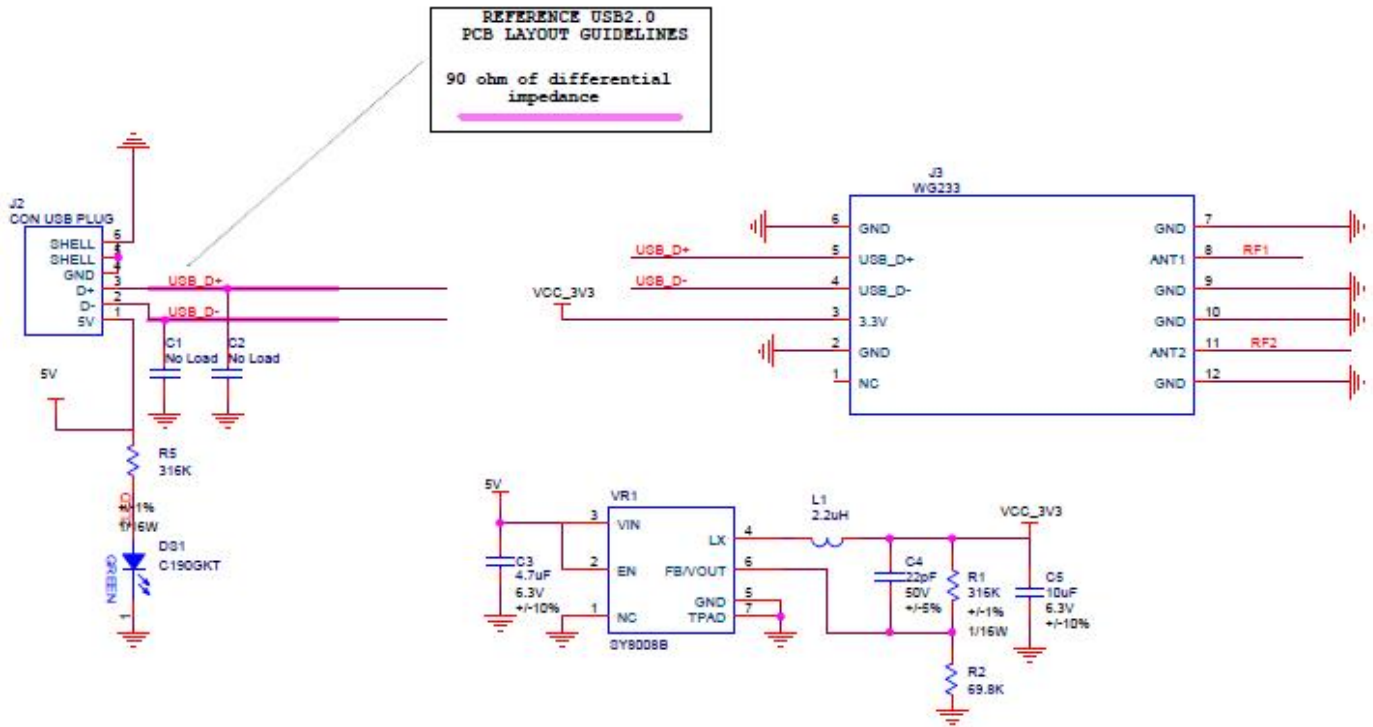 REFERENCE USB2.0
PCB LAYOUT GUIDELINES
90 ohm of differential
impedance
J2
CON USB PLUG
SHELL
SHELL
GND
D+
D-
5V
6
5
4
3
2
1
USB_D+
USB_D-
C1
No Load
C2
No Load
5V
R5
316K
+/-1%
1/16W
DS1
C190GKT
GREEN
1
J3
WG233
USB_D+
USB_D-
VCC_3V3
6 GND
5 USB_D+
4 USB_D-
3 3.3V
2 GND
1 NC
GND 7
ANT1 8 RF1
GND 9
GND 10
ANT2 11 RF2
GND 12
5V
C3
4.7uF
6.3V
+/-10%
VR1
3 VIN
2 EN
1 NC
LX 4
FB/VOUT 6
GND 5
TPAD 7
SY8008B
L1
2.2uH
VCC_3V3
C4
22pF
50V
+/-5%
R1
316K
+/-1%
1/16W
C5
10uF
6.3V
+/-10%
R2
69.8K